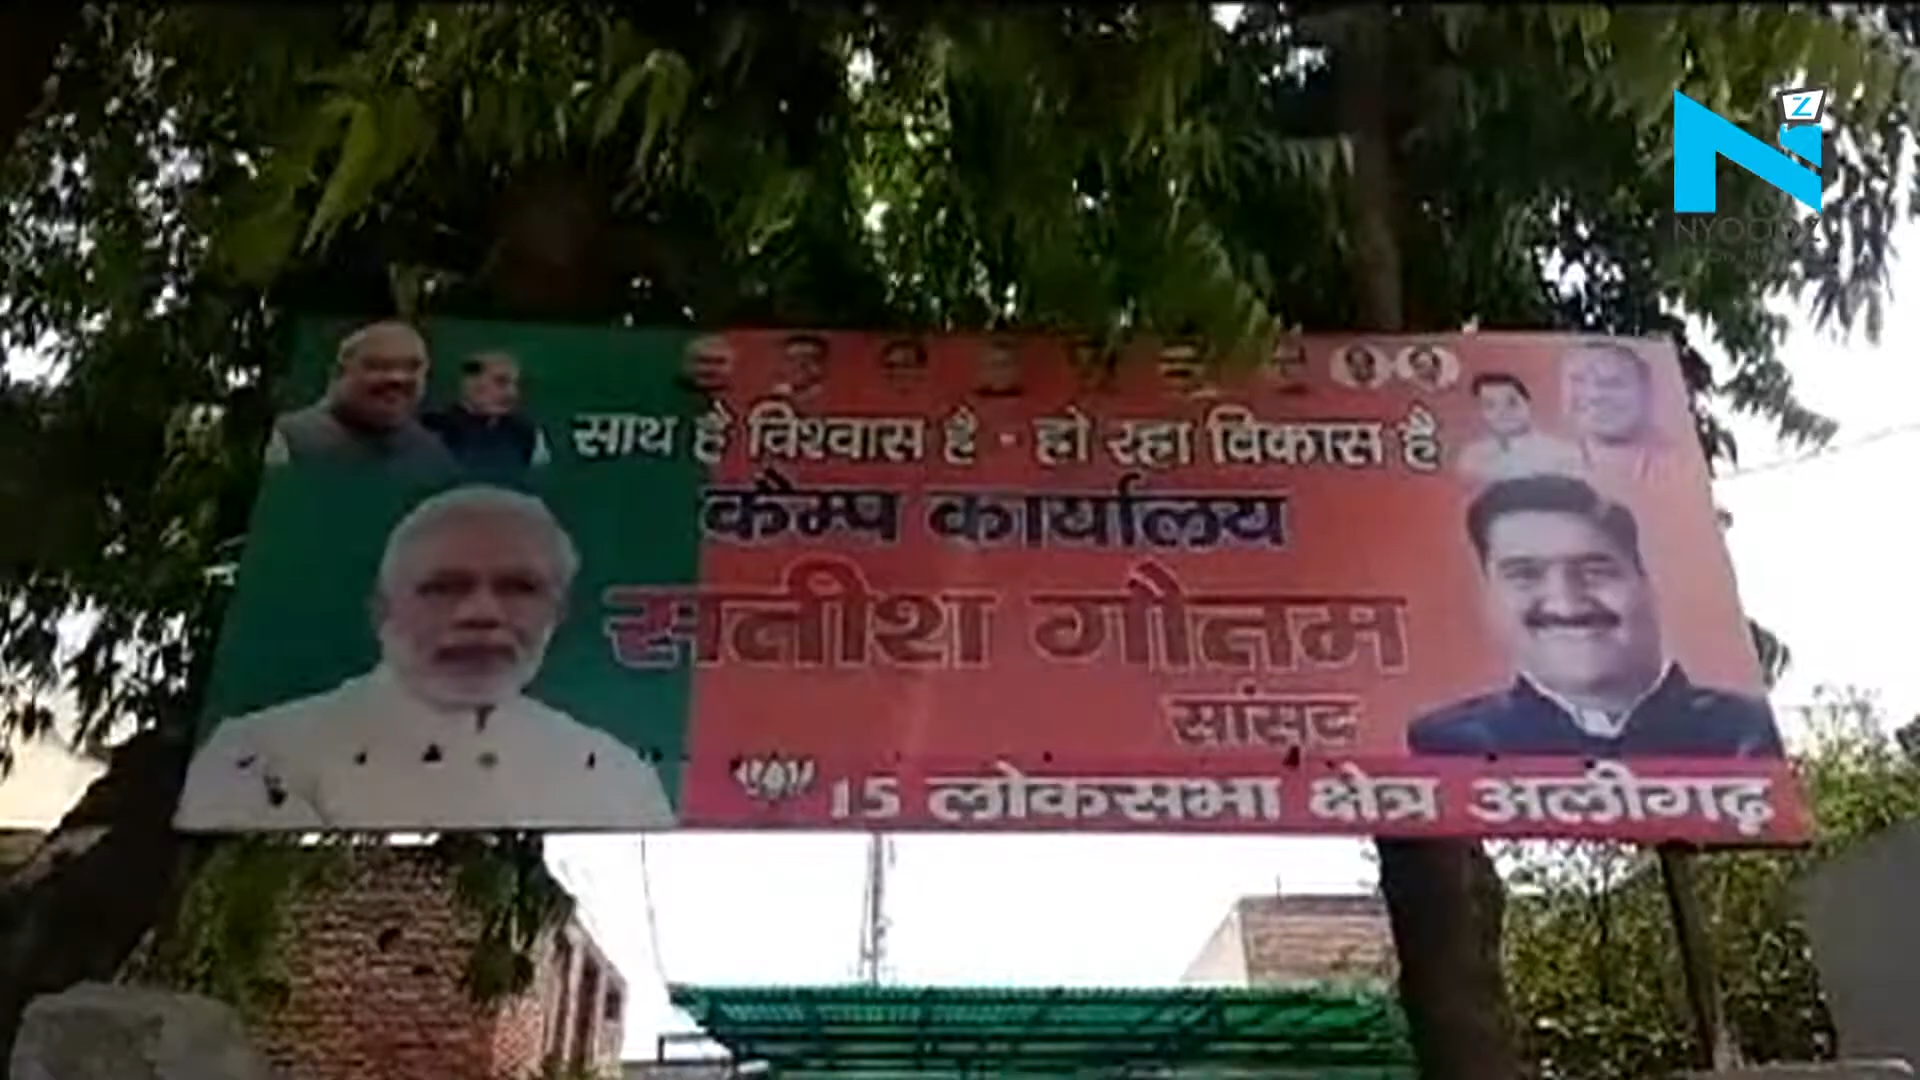 Z
NYOOOZ
साथ है विश्वास है - हो रहा विकास है
कैम्प कार्यालय
सतीश गौतम
सांसद
15 लोकसभा क्षेत्र अलीगढ़